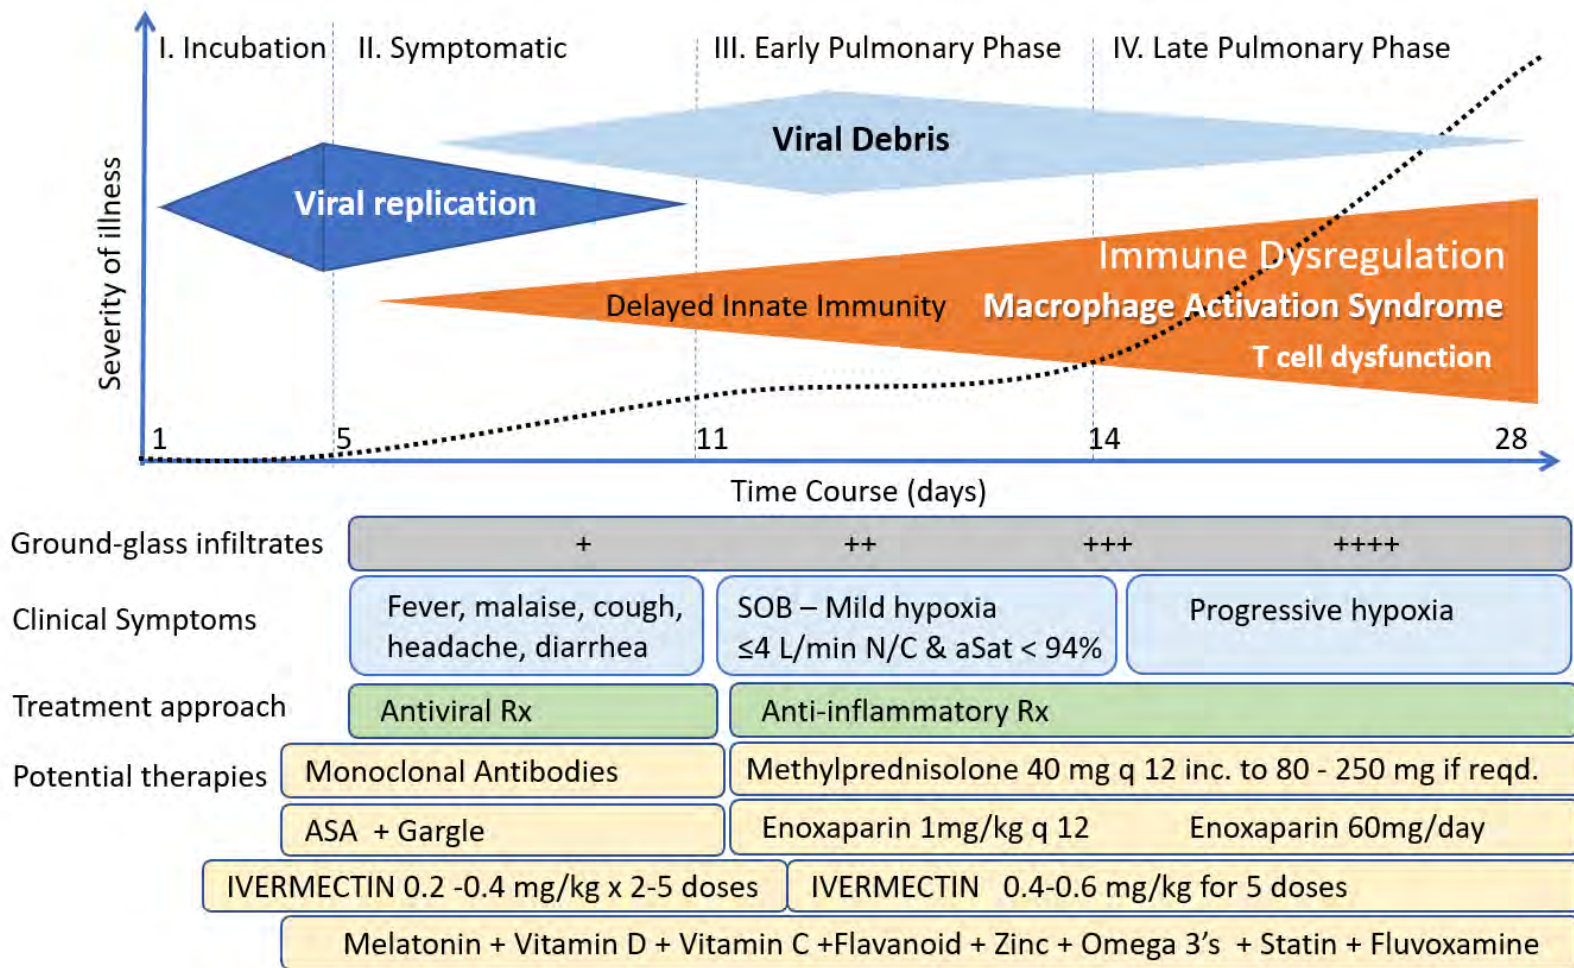 I. Incubation
II. Symptomatic
III. Early Pulmonary Phase
IV. Late Pulmonary Phase
Viral Debris
Viral replication
Severity of illness
Immune Dysregulation
Delayed Innate Immunity
Macrophage Activation Syndrome
T cell dysfunction
1
5
11
14
28
Time Course (days)
Ground-glass infiltrates
+
++
+++
++++
Clinical Symptoms
Fever, malaise, cough,
headache, diarrhea
SOB – Mild hypoxia
≤4 L/min N/C & aSat < 94%
Progressive hypoxia
Treatment approach
Antiviral Rx
Anti-inflammatory Rx
Potential therapies
Monoclonal Antibodies
Methylprednisolone 40 mg q 12 inc. to 80 - 250 mg if reqd.
ASA + Gargle
Enoxaparin 1mg/kg q 12
Enoxaparin 60mg/day
IVERMECTIN 0.2 -0.4 mg/kg x 2-5 doses
IVERMECTIN 0.4-0.6 mg/kg for 5 doses
Melatonin + Vitamin D + Vitamin C +Flavanoid + Zinc + Omega 3's + Statin + Fluvoxamine